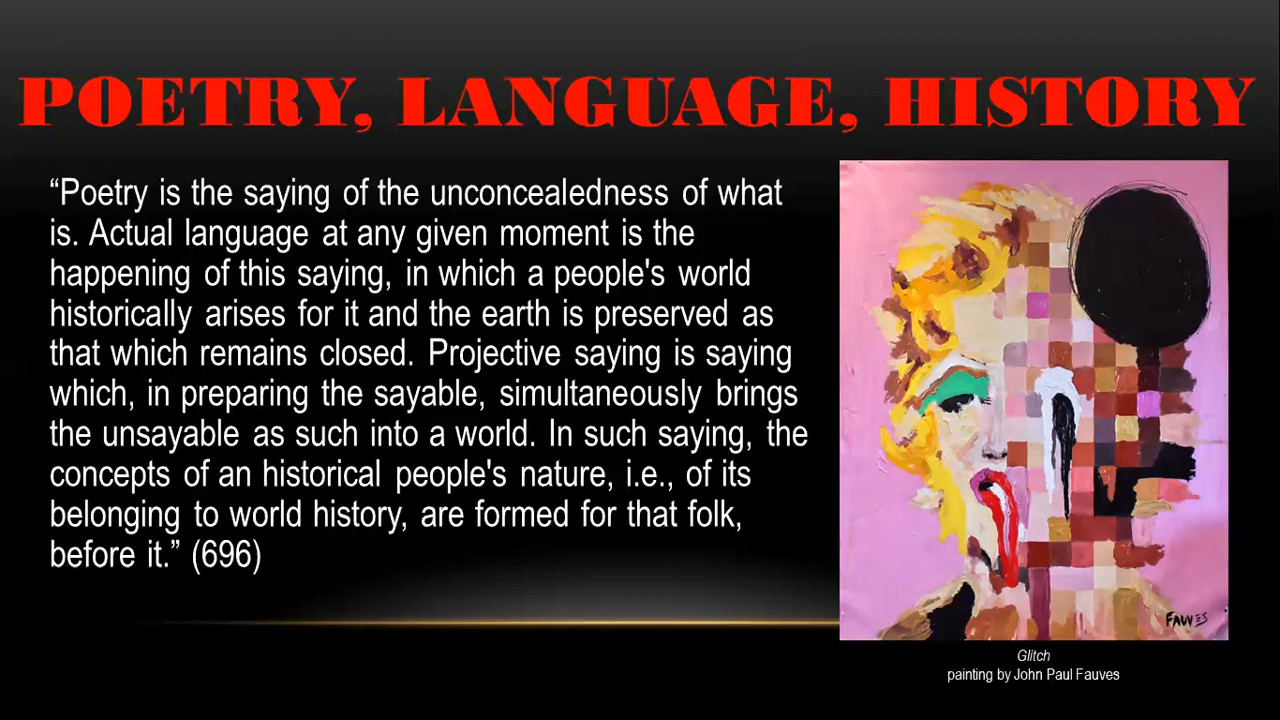 POETRY, LANGUAGE, HISTORY
“Poetry is the saying of the unconcealedness of what
is. Actual language at any given moment is the
happening of this saying, in which a people's world
historically arises for it and the earth is preserved as
that which remains closed. Projective saying is saying
which, in preparing the sayable, simultaneously brings
the unsayable as such into a world. In such saying, the
concepts of an historical people's nature, i.e., of its
belonging to world history, are formed for that folk,
before it.” (696)
FAUVES
Glitch
painting by John Paul Fauves